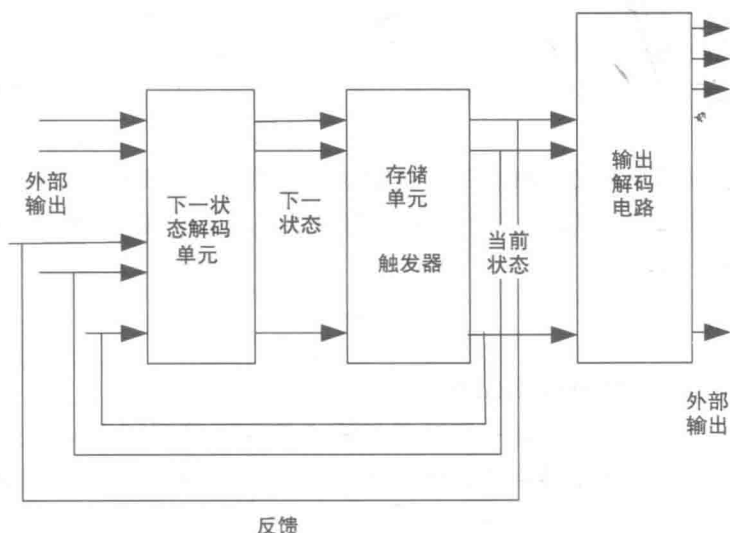 外部
输出
下一状
态解码
单元
下一
状态
存储
单元
触发器
当前
状态
输出
解码
电路
外部
输出
反馈